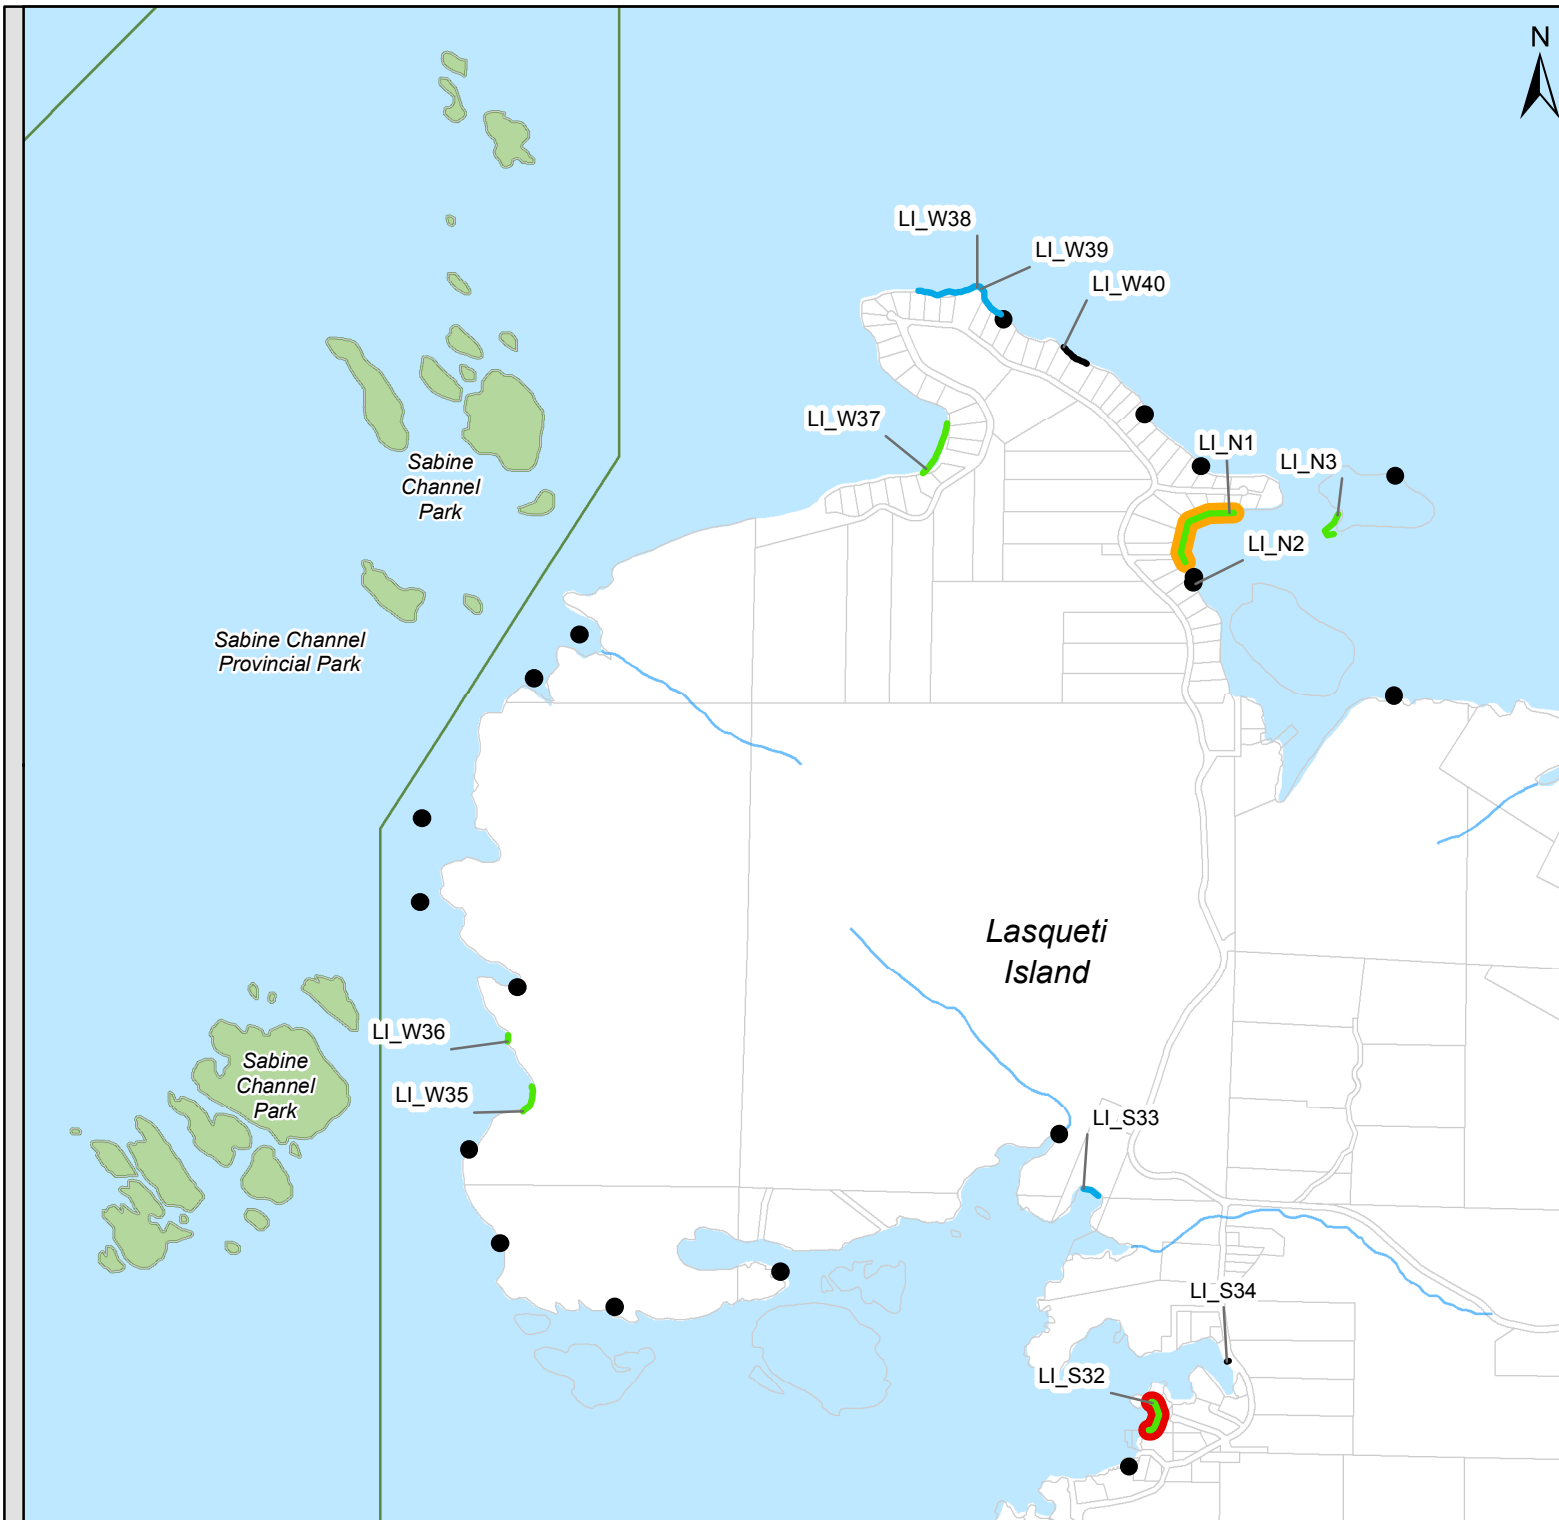 N
LI_W38
LI_W39
LI_W40
LI_W37
LI_N1
LI_N3
Sabine
Channel
Park
LI_N2
Sabine Channel
Provincial Park
Lasqueti
Island
LI_W36
Sabine
Channel
Park
LI_W35
LI_S33
LI_S34
LI_S32